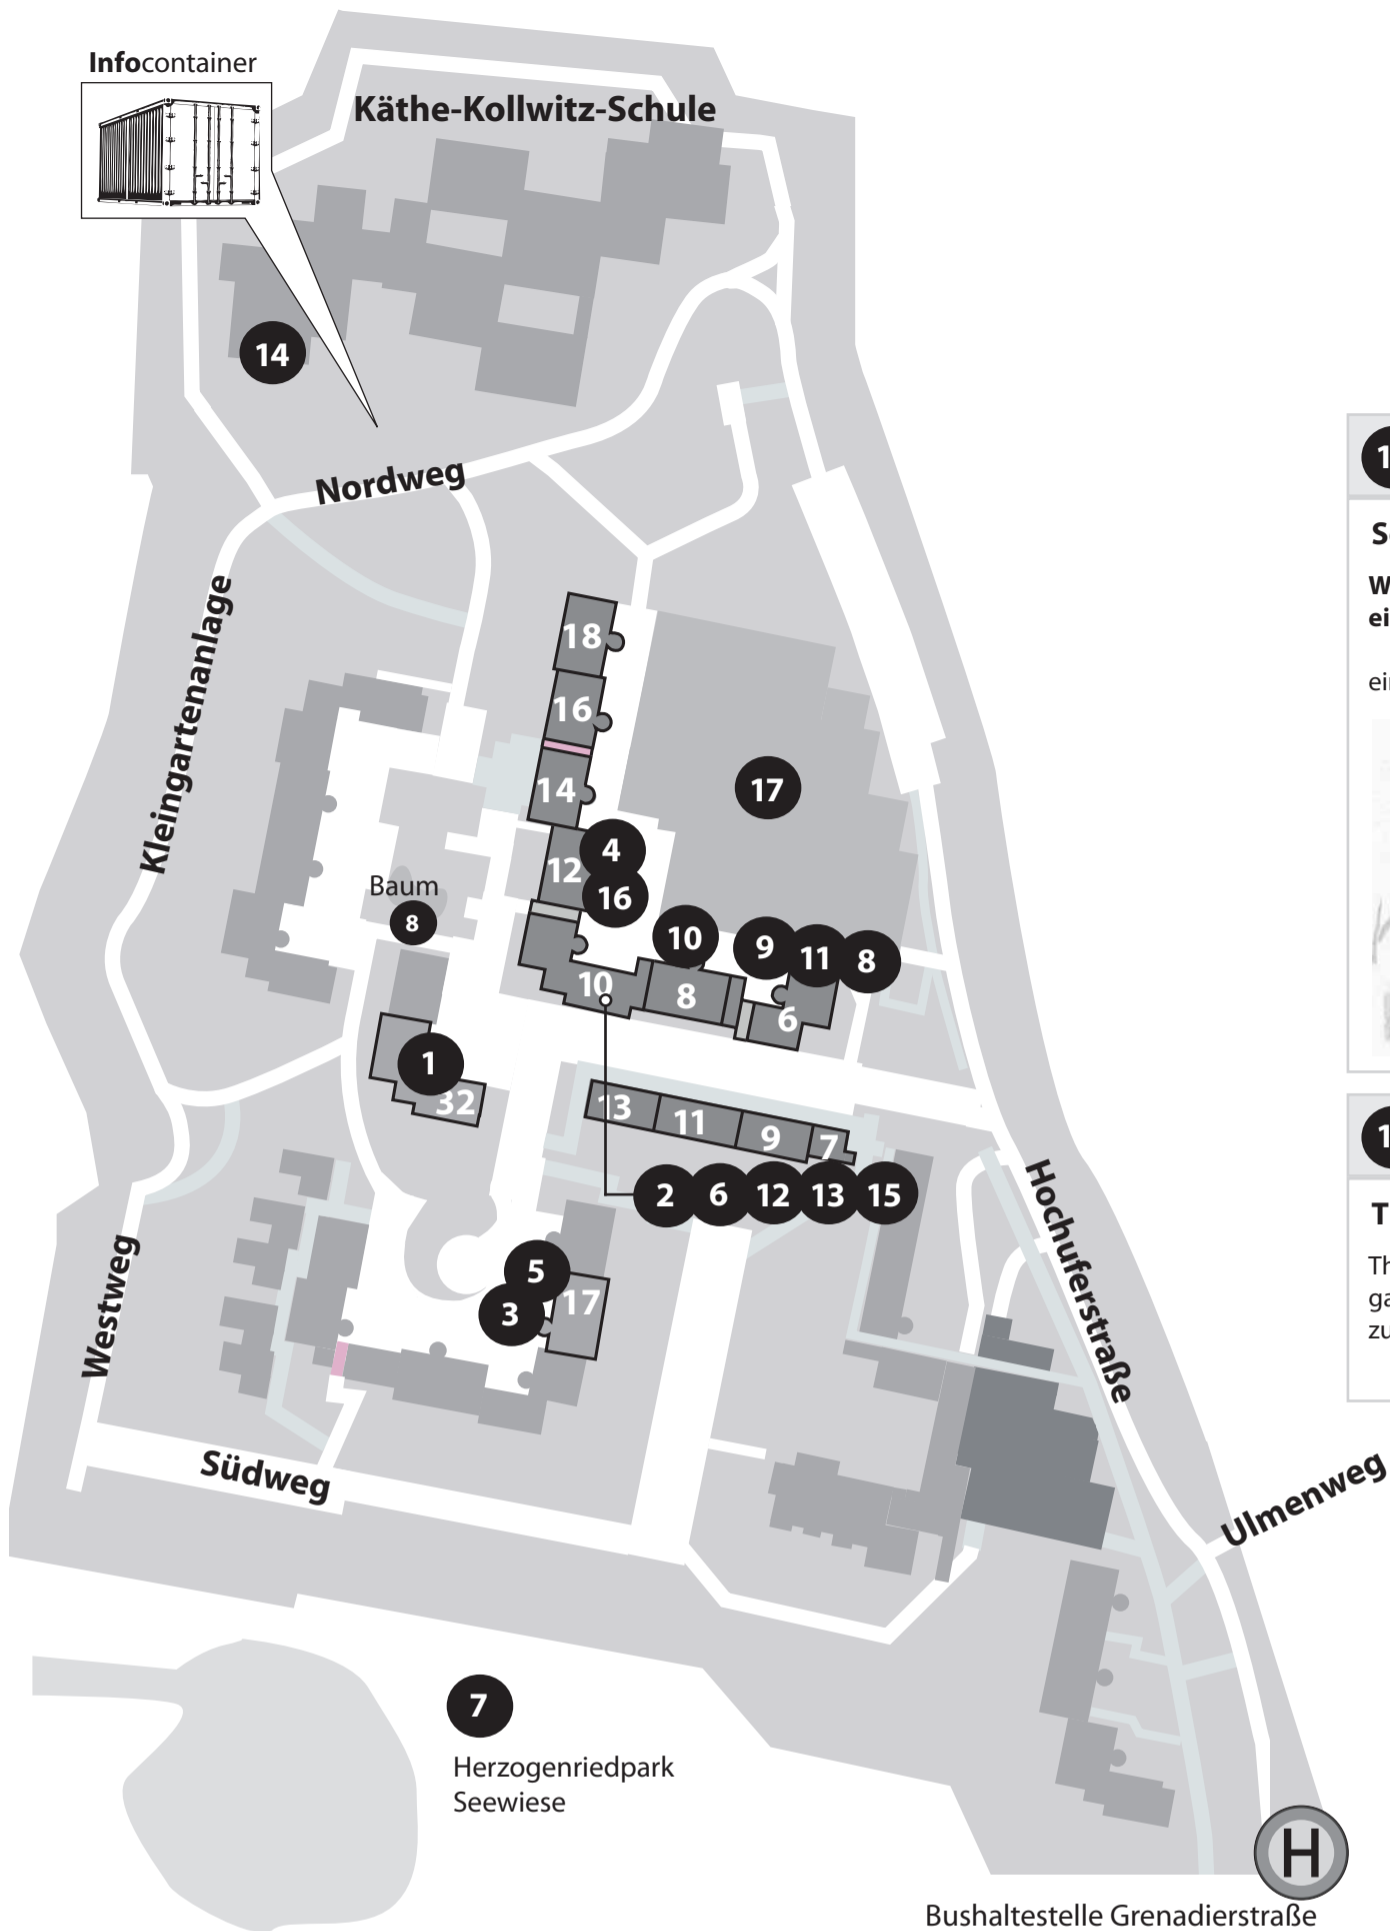 Infocontainer
Käthe-Kollwitz-Schule
14
Nordweg
Kleingartenanlage
18
16
14
17
12
4
16
Baum
8
10
9
11
8
10
8
6
1
32
13
11
9
7
2
6
12
13
15
Hochuferstraße
Westweg
5
3
17
Südweg
Ulmenweg
7
Herzogenriedpark
Seewiese
H
Bushaltestelle Grenadierstraße